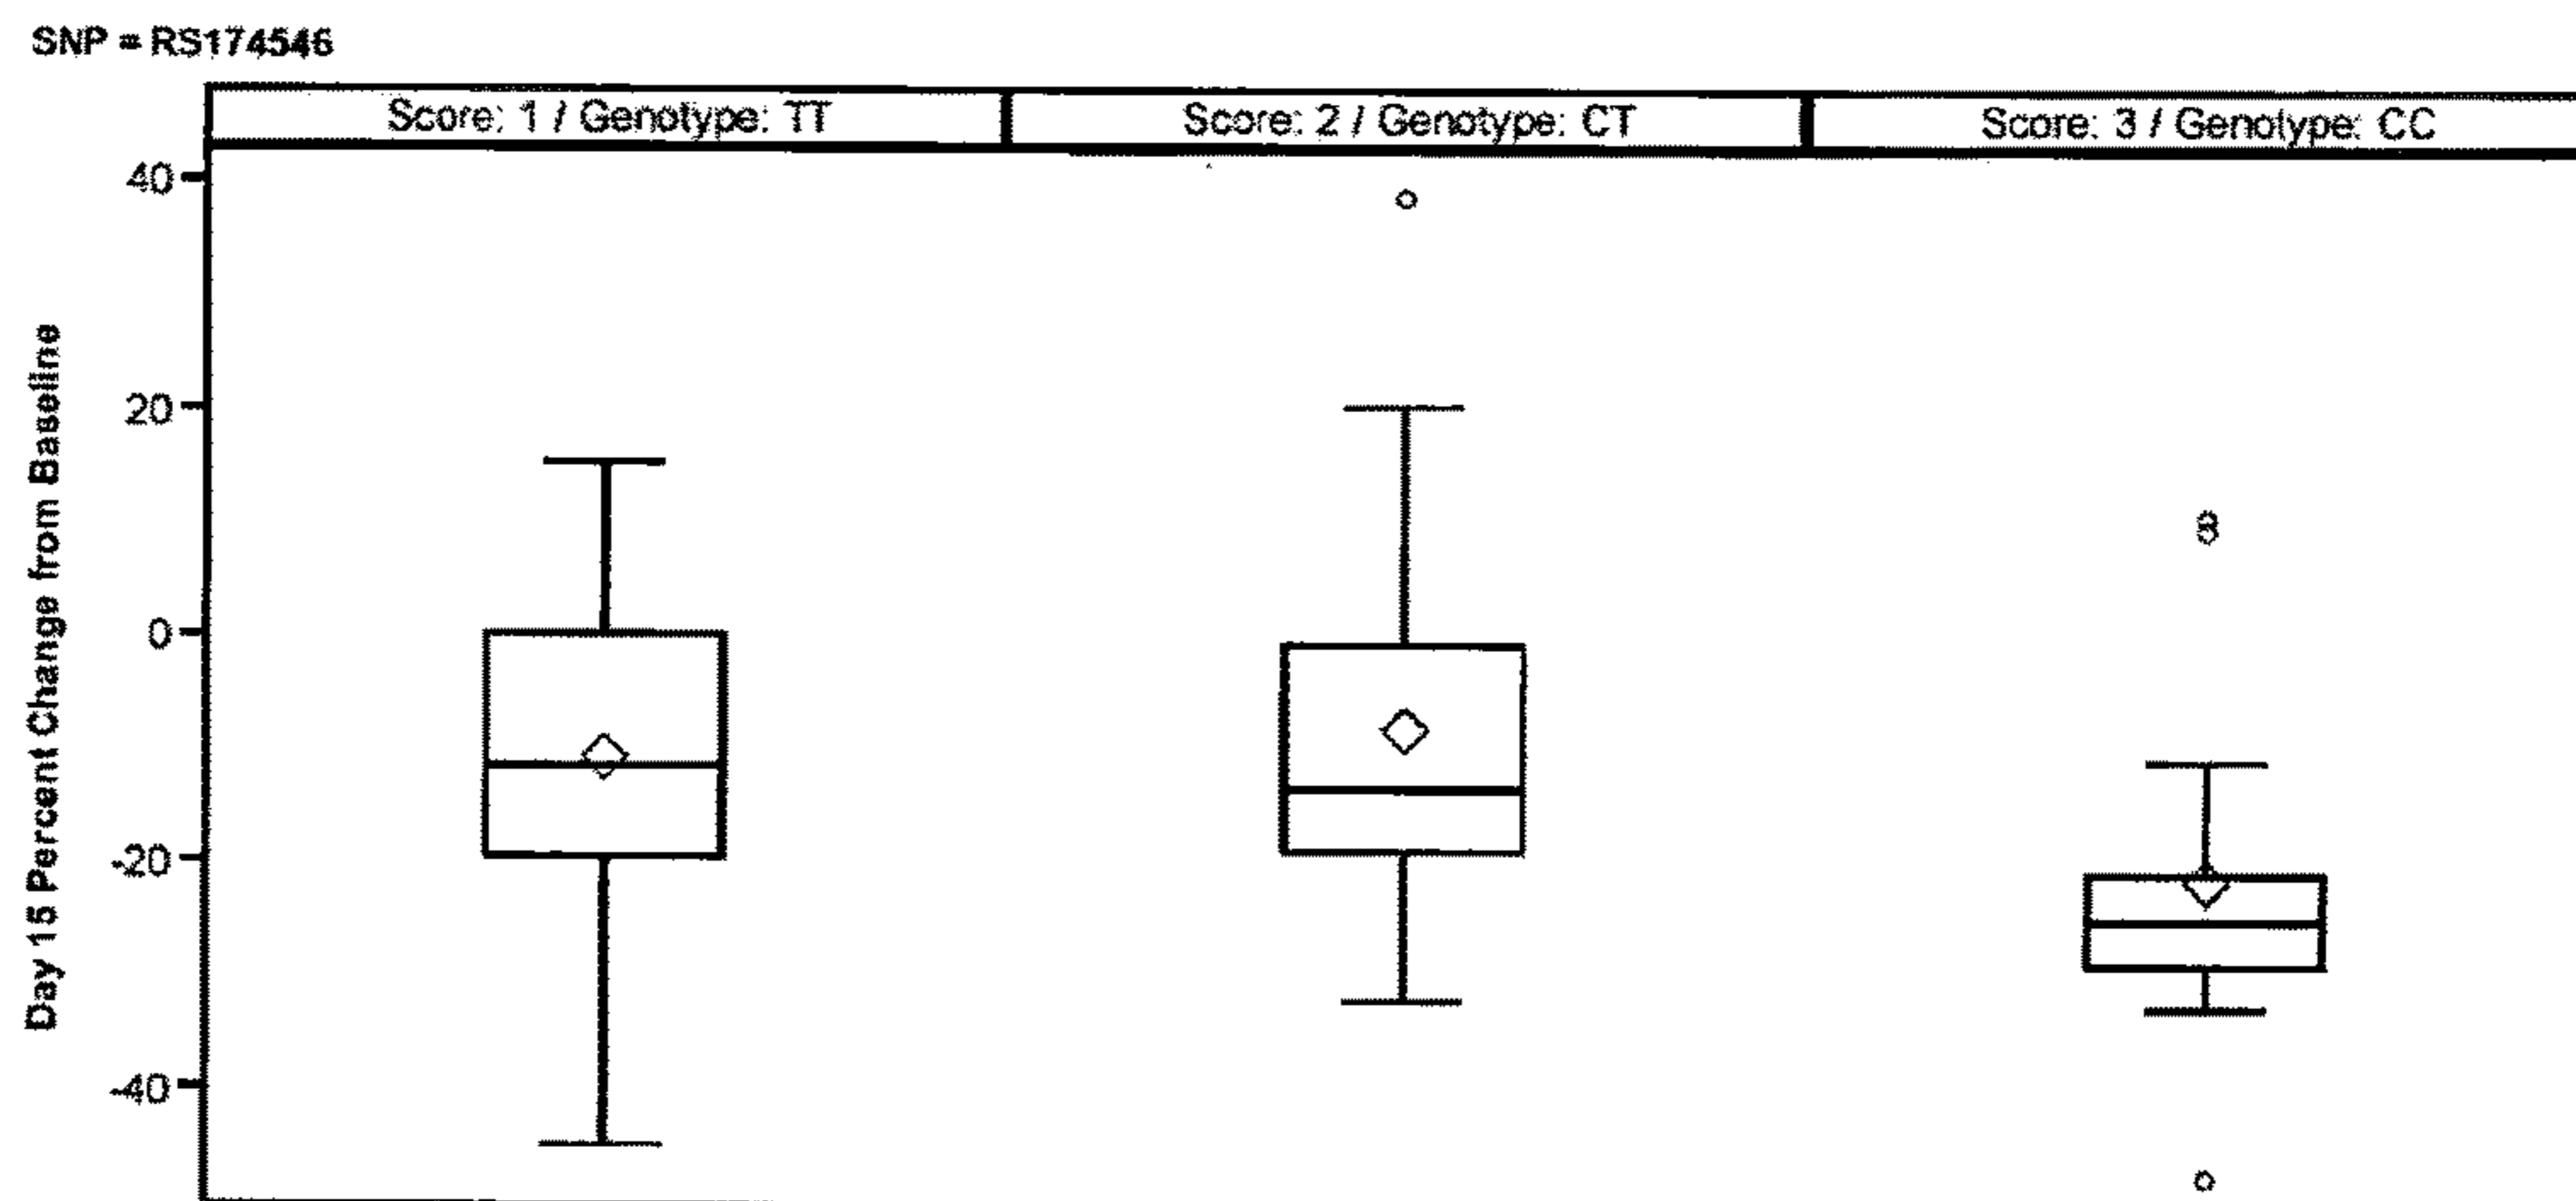 SNP = RS174546
Score: 1 / Genotype: TT
Score: 2 / Genotype: CT
Score: 3 / Genotype: CC
Day 15 Percent Change from Baseline
40
20
0
-20
-40